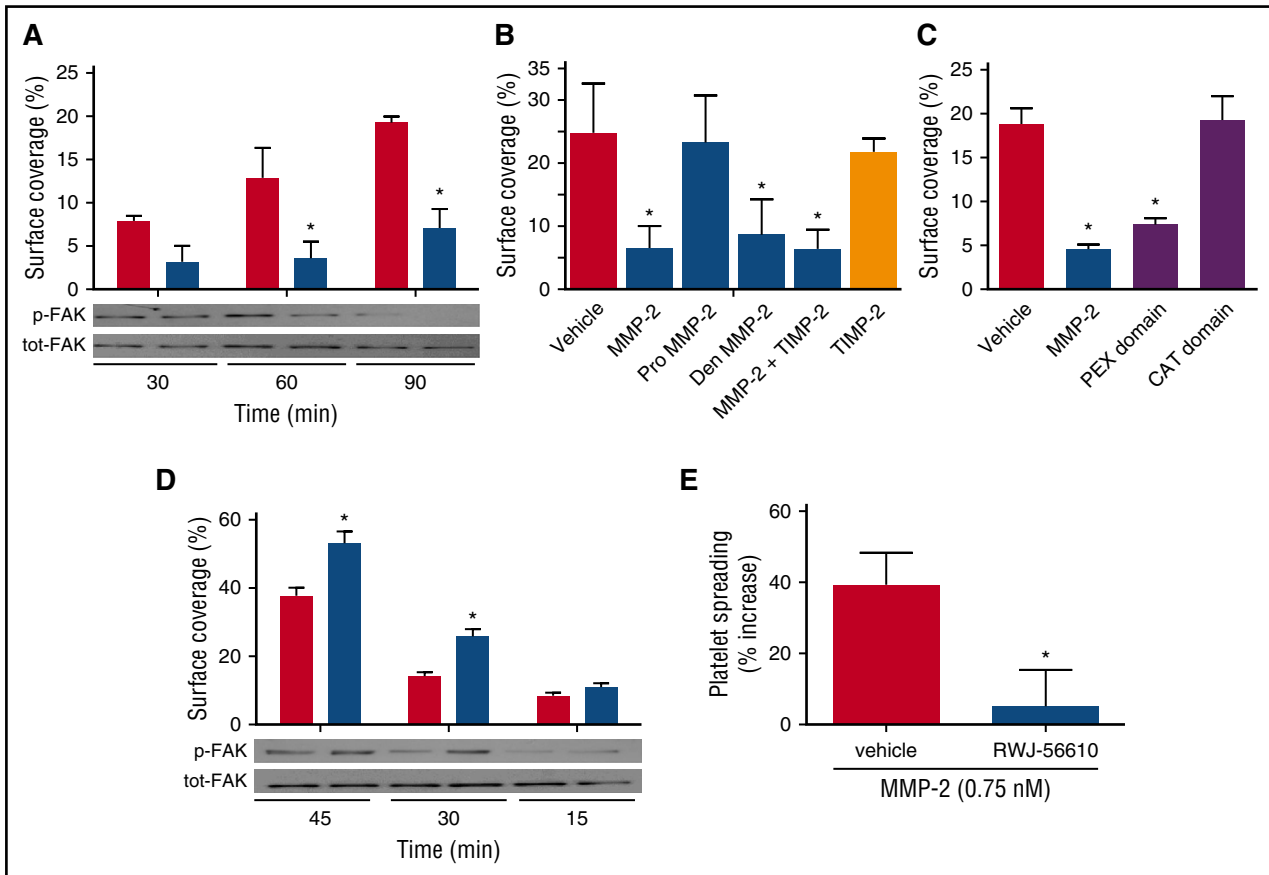 A
Surface coverage (%)
25
20
15
10
5
0
*
*
p-FAK
tot-FAK
30 60 90
Time (min)
B
Surface coverage (%)
35
30
20
10
5
0
*
*
*
Vehicle
MMP-2
Pro MMP-2
Den MMP-2
MMP-2 + TIMP-2
TIMP-2
C
Surface coverage (%)
25
20
15
10
5
0
*
*
Vehicle
MMP-2
PEX domain
CAT domain
D
Surface coverage (%)
60
40
20
0
*
*
p-FAK
tot-FAK
45 30 15
Time (min)
E
Platelet spreading
(% increase)
60
40
20
0
*
vehicle RWJ-56610
MMP-2 (0.75 nM)